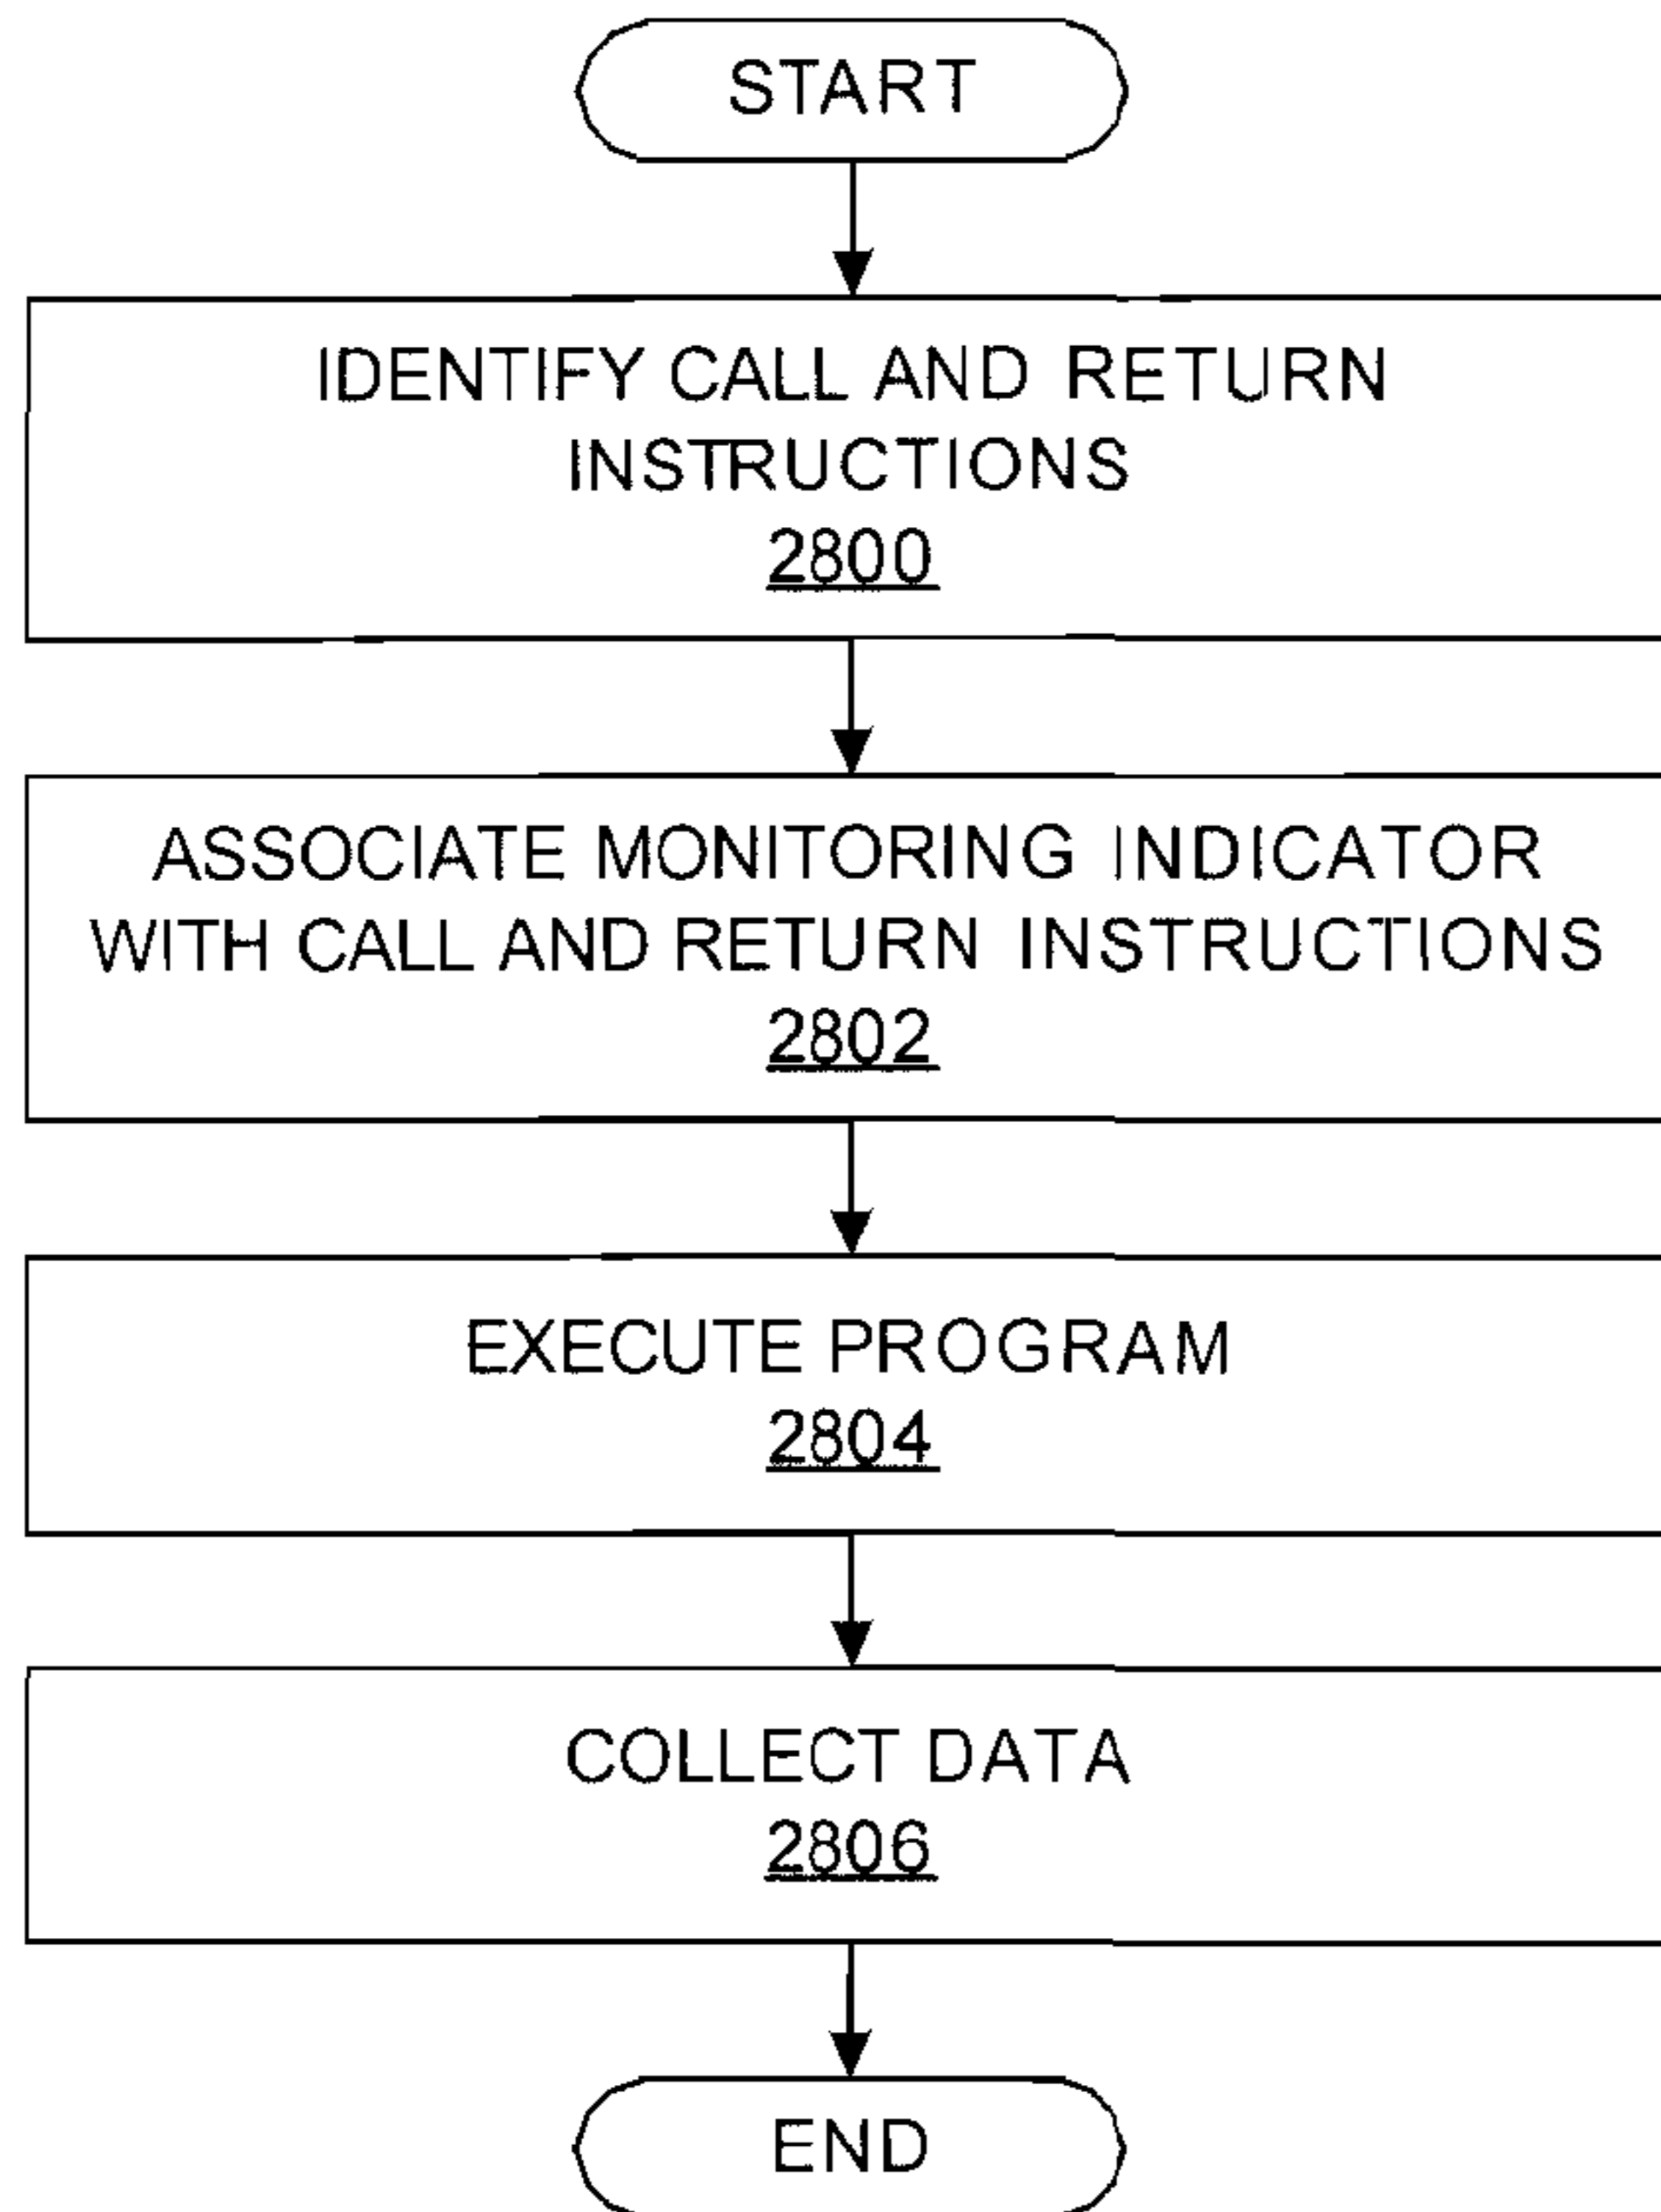 START
IDENTIFY CALL AND RETURN
INSTRUCTIONS
2800
ASSOCIATE MONITORING INDICATOR
WITH CALL AND RETURN INSTRUCTIONS
2802
EXECUTE PROGRAM
2804
COLLECT DATA
2806
END